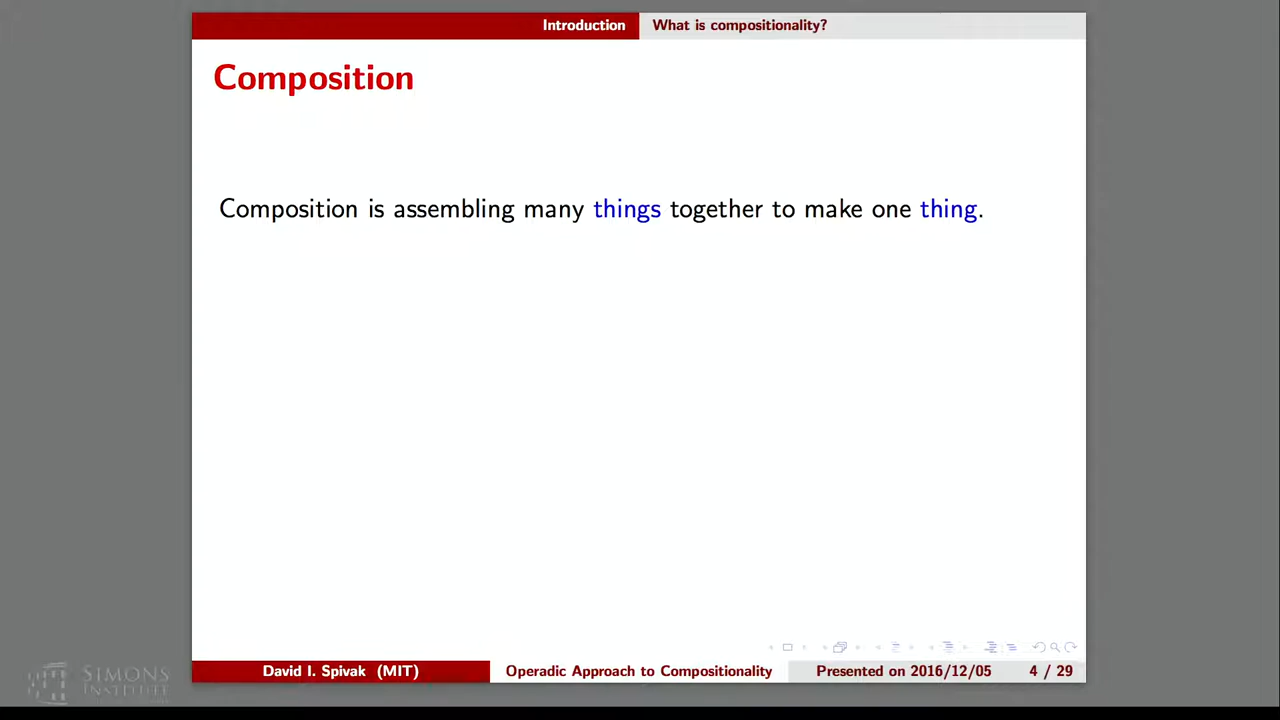 Introduction What is compositionality?
Composition
Composition is assembling many things together to make one thing.
David I. Spivak (MIT) Operadic Approach to Compositionality Presented on 2016/12/05 4 / 29
SIMONS
INSTITUTE